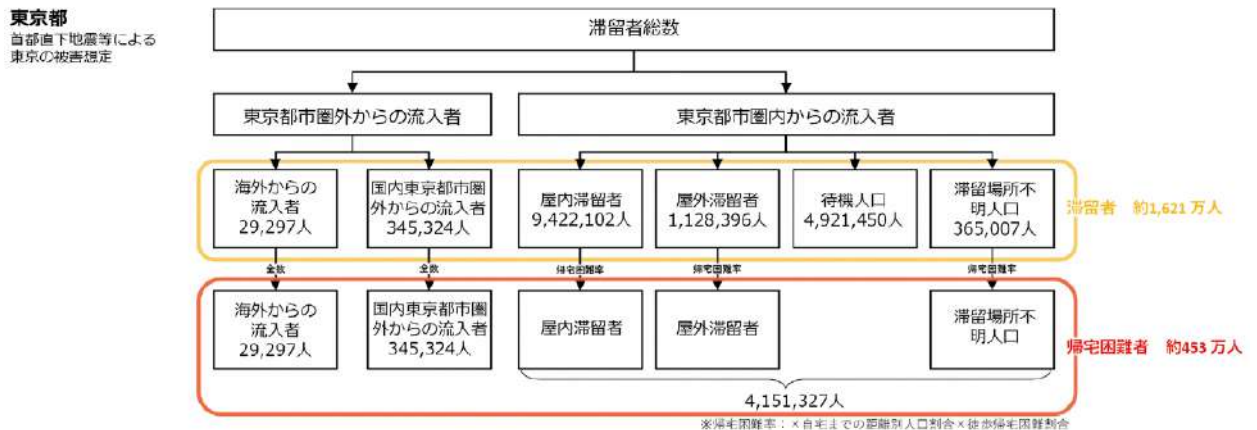 東京都
首都直下地震等による
東京の被害想定
滞留者総数
東京都市圏外からの流入者
東京都市圏内からの流入者
海外からの
流入者
29,297人
国内東京都市圏
外からの流入者
345,324人
屋内滞留者
9,422,102人
屋外滞留者
1,128,396人
待機人口
4,921,450人
滞留場所不
明人口
365,007人
滞留者 約1,621万人
全数
全数
帰宅困難率
帰宅困難率
帰宅困難率
海外からの
流入者
29,297人
国内東京都市圏
外からの流入者
345,324人
屋内滞留者
屋外滞留者
滞留場所不
明人口
帰宅困難者 約453万人
4,151,327人
※帰宅困難率：×自宅までの距離別人口割合×徒歩帰宅困難割合